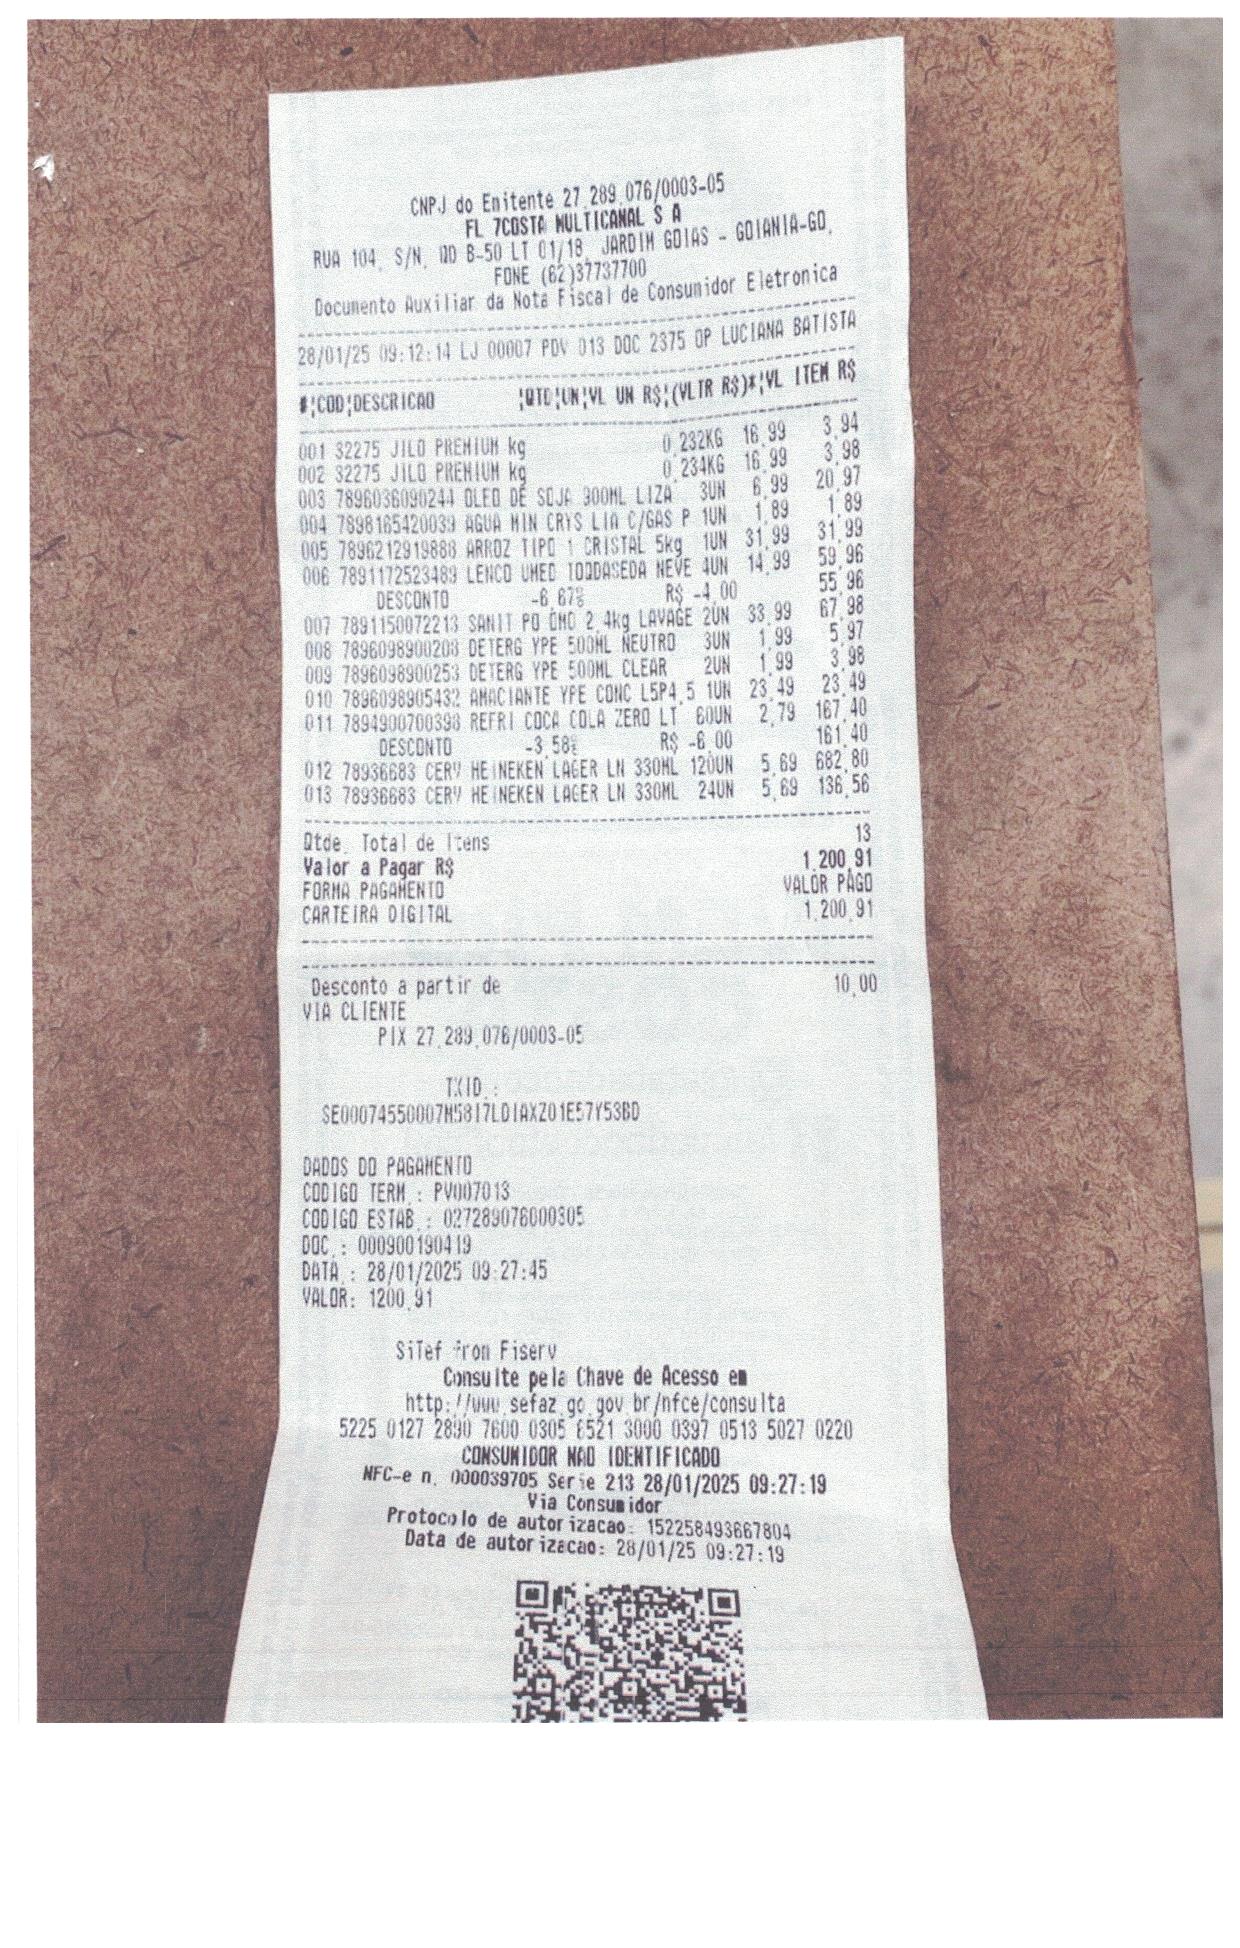 CNPJ do Emitente 27.289.076/0003-05
FL 7COSTA MULTICANAL S A
RUA 104, S/N, QD B-50 LT 01/18, JARDIM GOIAS - GOIANIA-GO,
FONE (62)37737700
Documento Auxiliar da Nota Fiscal de Consumidor Eletronica
28/01/25 09:12:14 LJ 00007 PDV 013 DOC 2375 OP LUCIANA BATISTA
#¦COD¦DESCRICAO ¦QTD¦UN¦VL UN R$¦(VLTR R$)*¦VL ITEM R$
001 32275 JILO PREMIUM kg 0,232KG 16,99 3,94
002 32275 JILO PREMIUM kg 0,234KG 16,99 3,98
003 7896036090244 OLEO DE SOJA 900ML LIZA 3UN 6,99 20,97
004 7898165420039 AGUA MIN CRYS LIA C/GAS P 1UN 1,89 1,89
005 7896212919888 ARROZ TIPO 1 CRISTAL 5kg 1UN 31,99 31,99
006 7891172523489 LENCO UMED 100DASEDA NEVE 4UN 14,99 59,96
DESCONTO -6,67% R$ -4,00 55,96
007 7891150072213 SANIT PO OMO 2,4kg LAVAGE 2UN 33,99 67,98
008 7896098900208 DETERG YPE 500ML NEUTRO 3UN 1,99 5,97
009 7896098900253 DETERG YPE 500ML CLEAR 2UN 1,99 3,98
010 7896098905432 AMACIANTE YPE CONC L5P4,5 1UN 23,49 23,49
011 7894900700398 REFRI COCA COLA ZERO LT 60UN 2,79 167,40
DESCONTO -3,58% R$ -6,00 161,40
012 78936683 CERV HEINEKEN LAGER LN 330ML 120UN 5,69 682,80
013 78936683 CERV HEINEKEN LAGER LN 330ML 24UN 5,69 136,56
Qtde. Total de Itens 13
Valor a Pagar R$ 1.200,91
FORMA PAGAMENTO VALOR PAGO
CARTEIRA DIGITAL 1.200,91
Desconto a partir de 10,00
VIA CLIENTE
PIX 27.289.076/0003-05
TXID.:
DADOS DO PAGAMENTO
CODIGO TERM.: PV007013
CODIGO ESTAB.: 027289076000305
DOC.: 000900190419
DATA.: 28/01/2025 09:27:45
VALOR: 1200,91
SiTef from Fiserv
Consulte pela Chave de Acesso em
http://www.sefaz.go.gov.br/nfce/consulta
5225 0127 2890 7600 0305 6521 3000 0397 0513 5027 0220
CONSUMIDOR NAO IDENTIFICADO
NFC-e n. 000039705 Serie 213 28/01/2025 09:27:19
Via Consumidor
Protocolo de autorizacao: 152258493667804
Data de autorizacao: 28/01/25 09:27:19